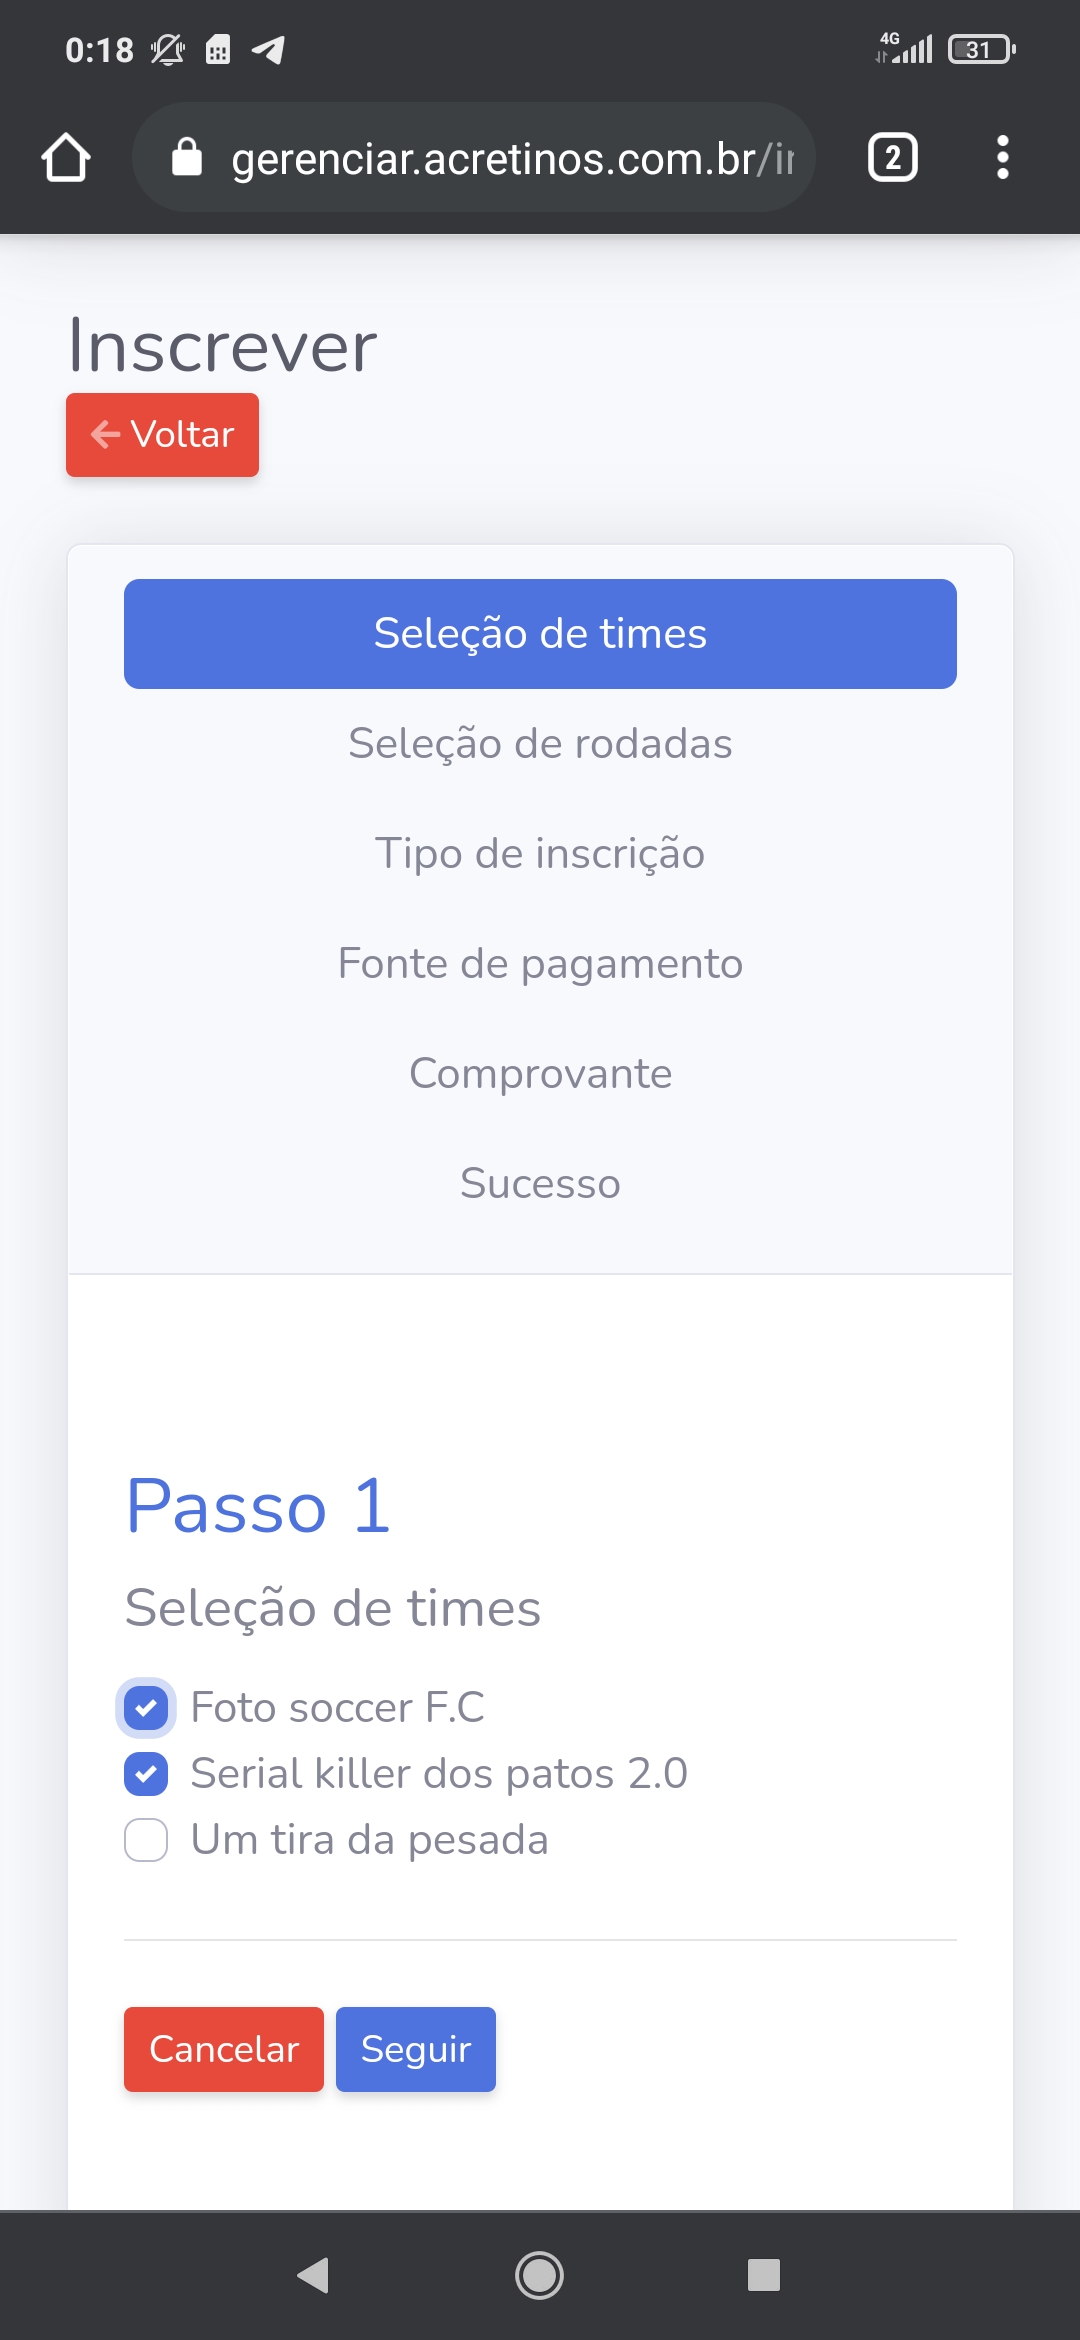 0:18
4G
31
gerenciar.acretinos.com.br/ir
2
Inscrever
Voltar
Seleção de times
Seleção de rodadas
Tipo de inscrição
Fonte de pagamento
Comprovante
Sucesso
Passo 1
Seleção de times
Foto soccer F.C
Serial killer dos patos 2.0
Um tira da pesada
Cancelar Seguir